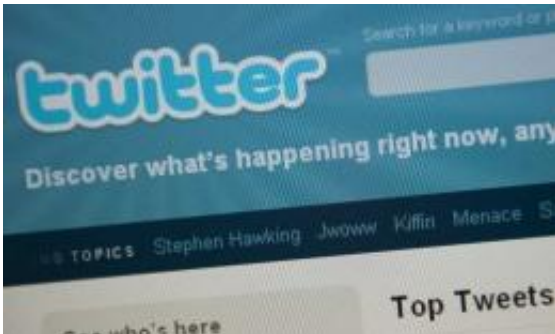 Search for a keyword or
twitter™
Discover what's happening right now, any
TOPICS Stephen Hawking Jwoww Kiffin Menace S
See who's here
Top Tweets